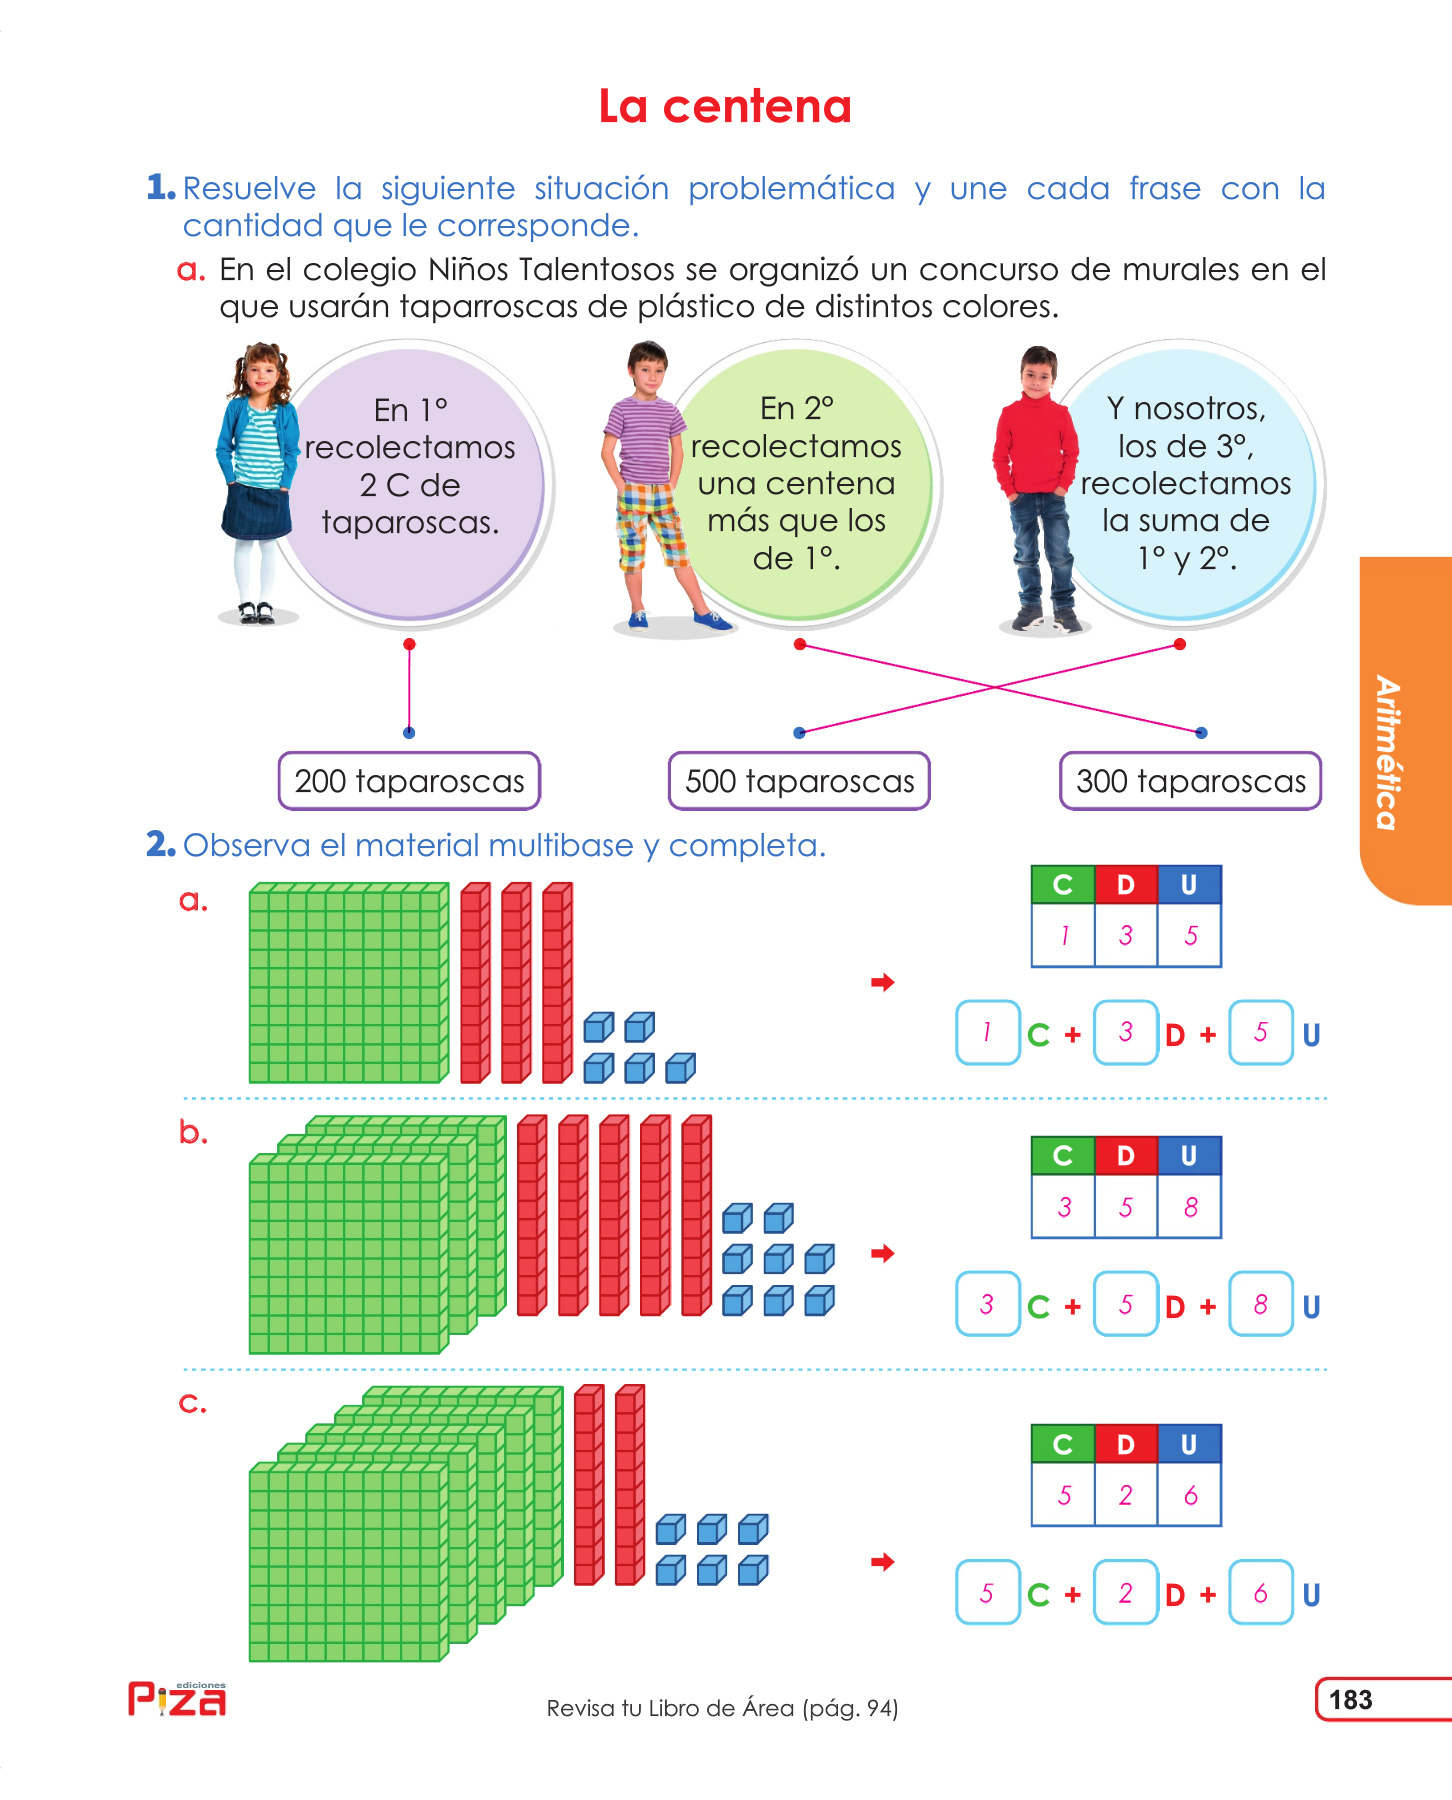 La centena
1. Resuelve la siguiente situación problemática y une cada frase con la
cantidad que le corresponde.
a. En el colegio Niños Talentosos se organizó un concurso de murales en el
que usarán taparroscas de plástico de distintos colores.
En 1°
recolectamos
2 C de
taparoscas.
En 2°
recolectamos
una centena
más que los
de 1°.
Y nosotros,
los de 3°,
recolectamos
la suma de
1° y 2°.
200 taparoscas
500 taparoscas
300 taparoscas
Aritmética
2. Observa el material multibase y completa.
a.
C D U
1 3 5
1 C + 3 D + 5 U
b.
C D U
3 5 8
3 C + 5 D + 8 U
c.
C D U
5 2 6
5 C + 2 D + 6 U
ediciones
Piza
Revisa tu Libro de Área (pág. 94)
183